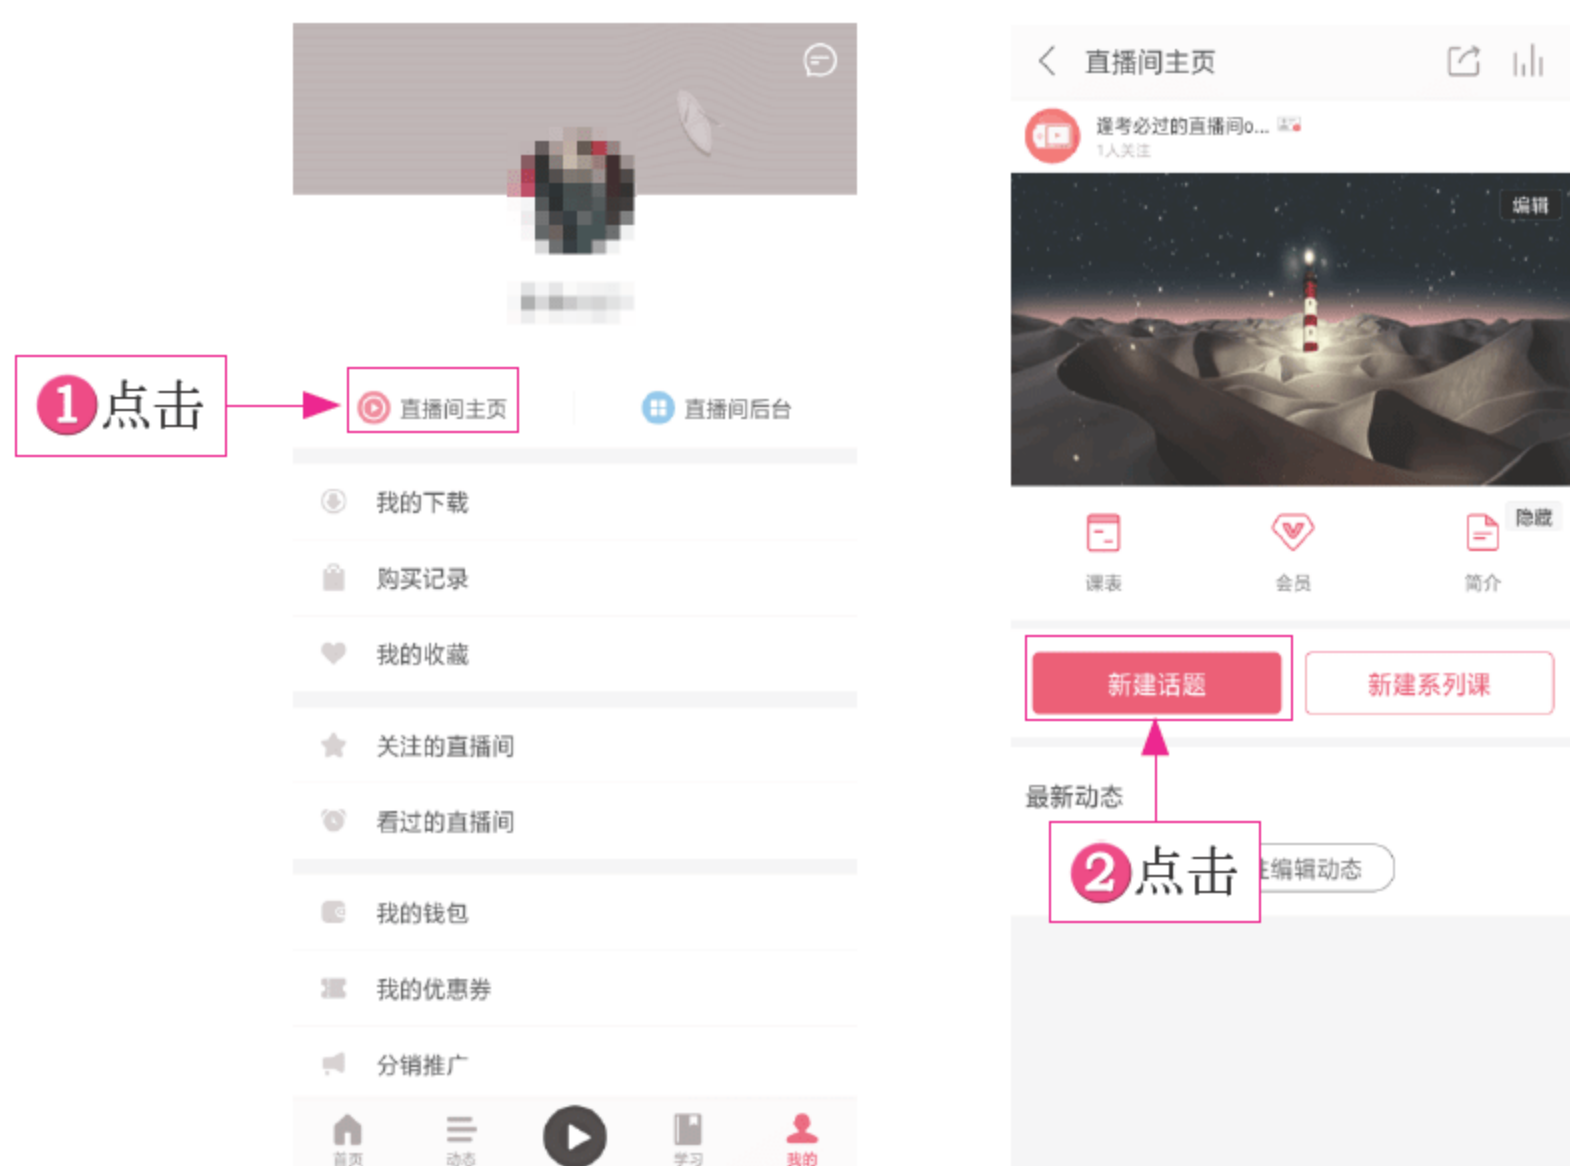 ❶点击
直播间主页
直播间后台
我的下载
购买记录
我的收藏
关注的直播间
看过的直播间
我的钱包
我的优惠券
分销推广
首页
动态
学习
我的
直播间主页
逢考必过的直播间o...
1人关注
编辑
隐藏
课表
会员
简介
新建话题
新建系列课
最新动态
❷点击
编辑动态